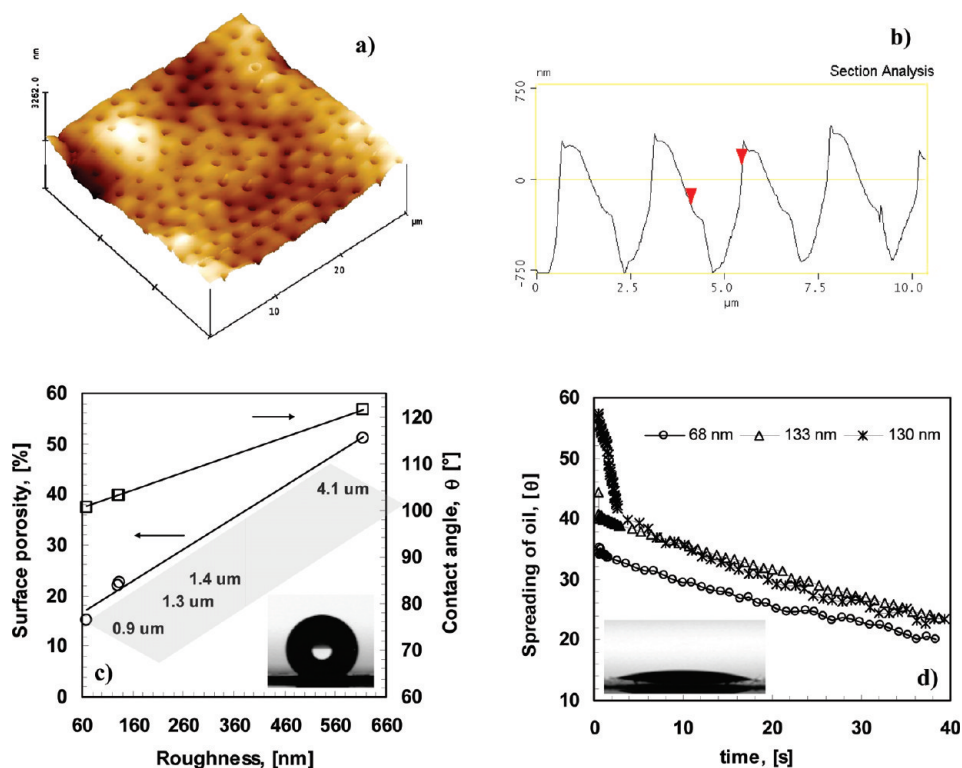 a)
nm
3262.0
µm
20
10
b)
nm
Section Analysis
750
0
-750
0
2.5
5.0
7.5
10.0
µm
60
50
40
30
20
10
0
Surface porosity, [%]
120
110
100
90
80
70
60
Contact angle, θ [°]
4.1 um
1.4 um
1.3 um
0.9 um
c)
60 160 260 360 460 560 660
Roughness, [nm]
60
50
40
30
20
10
Spreading of oil, [θ]
68 nm 133 nm 130 nm
d)
0 10 20 30 40
time, [s]